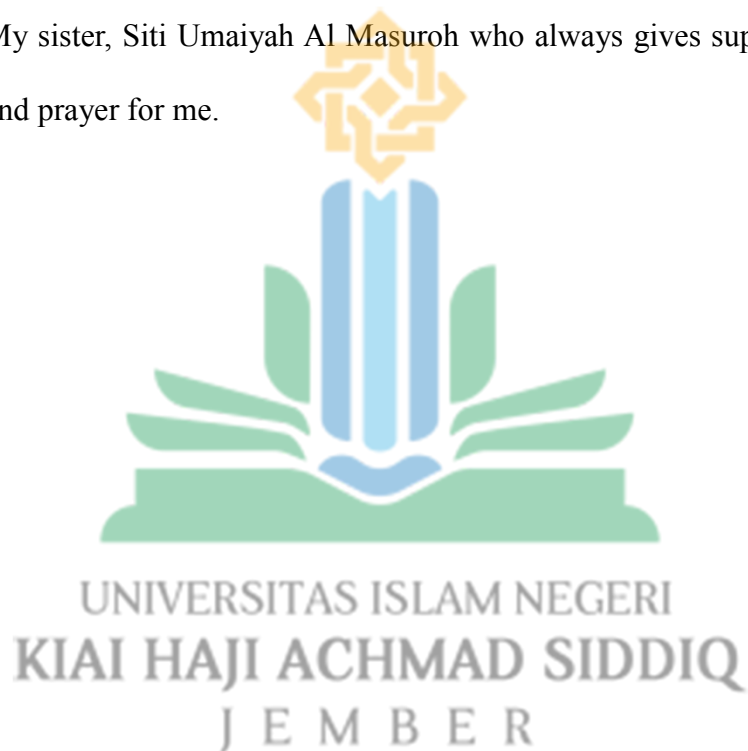 My sister, Siti Umaiyah Al Masuroh who always gives sup
nd prayer for me.
UNIVERSITAS ISLAM NEGERI
KIAI HAJI ACHMAD SIDDIQ
JEMBER